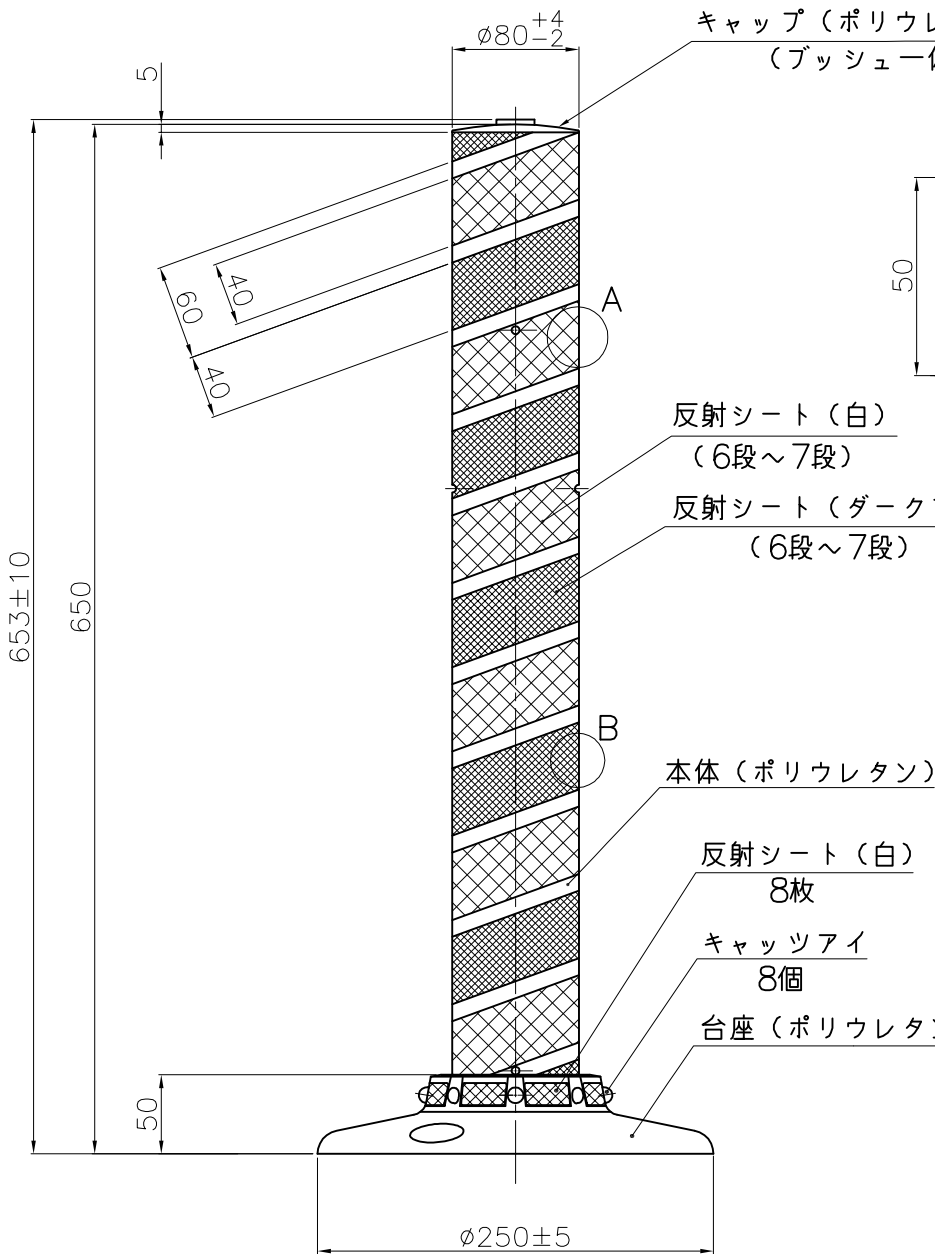 キャップ（ポリウレ
（ブッシュ一体
φ80+4-2
5
60
40
40
A
50
反射シート（白）
（6段～7段）
反射シート（ダーク
（6段～7段）
653±10
650
B
本体（ポリウレタン）
反射シート（白）
8枚
キャッツアイ
8個
台座（ポリウレタン
50
φ250±5